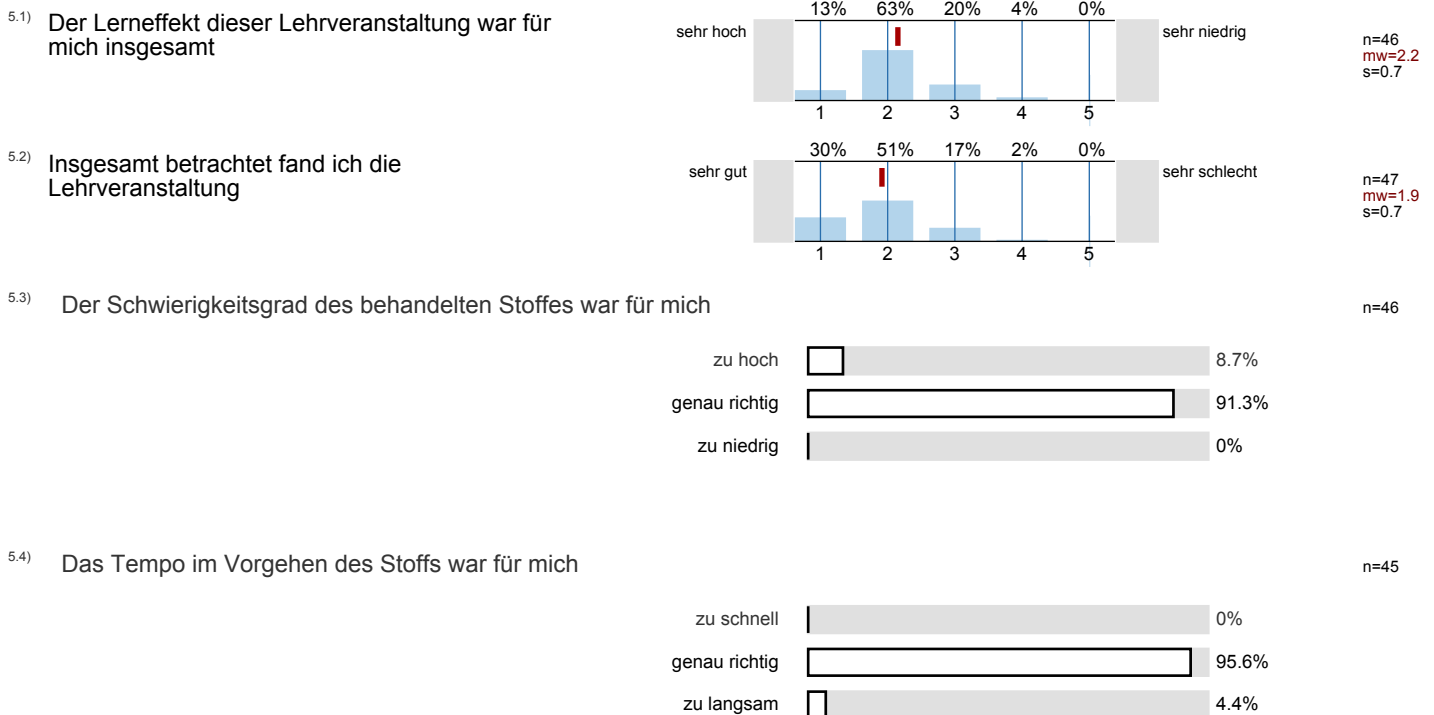 5.1) Der Lerneffekt dieser Lehrveranstaltung war für
mich insgesamt
13% 63% 20% 4% 0%
sehr hoch
sehr niedrig
1 2 3 4 5
n=46
mw=2.2
s=0.7
5.2) Insgesamt betrachtet fand ich die
Lehrveranstaltung
30% 51% 17% 2% 0%
sehr gut
sehr schlecht
1 2 3 4 5
n=47
mw=1.9
s=0.7
5.3) Der Schwierigkeitsgrad des behandelten Stoffes war für mich
n=46
zu hoch 8.7%
genau richtig 91.3%
zu niedrig 0%
5.4) Das Tempo im Vorgehen des Stoffs war für mich
n=45
zu schnell 0%
genau richtig 95.6%
zu langsam 4.4%